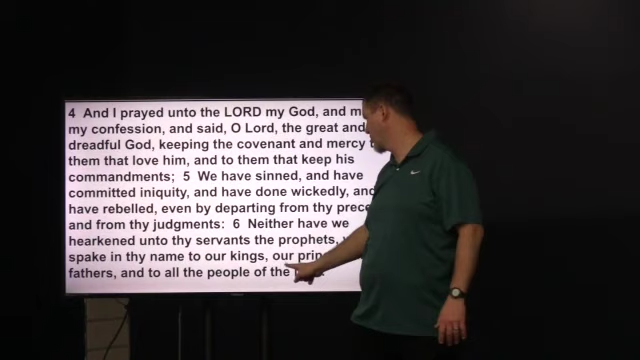 4 And I prayed unto the LORD my God, and
my confession, and said, O Lord, the great and
dreadful God, keeping the covenant and mercy
them that love him, and to them that keep his
commandments; 5 We have sinned, and have
committed iniquity, and have done wickedly, and
have rebelled, even by departing from thy
and from thy judgments: 6 Neither have we
hearkened unto thy servants the prophets,
spake in thy name to our kings, our
fathers, and to all the people of the